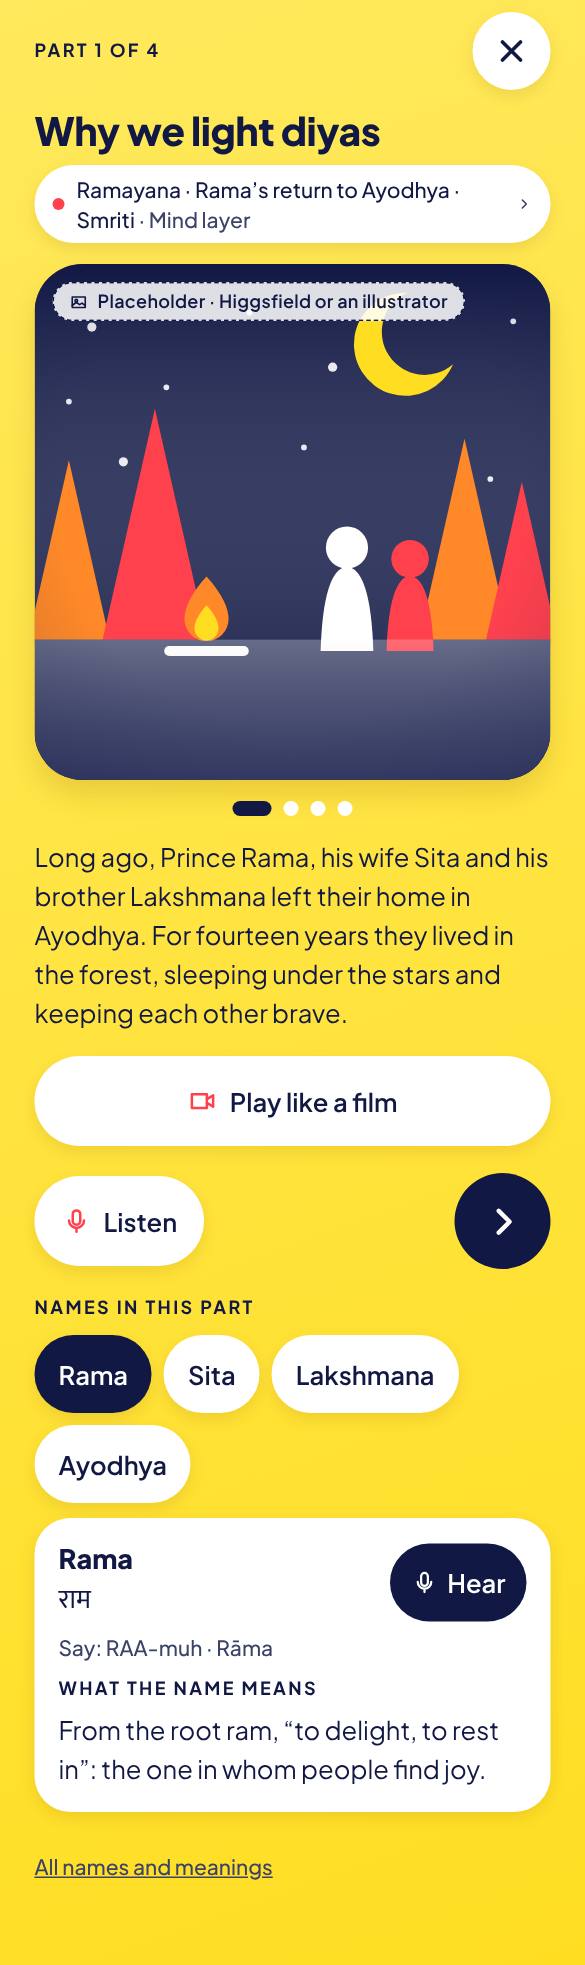 PART 1 OF 4
Why we light diyas
Ramayana · Rama’s return to Ayodhya ·
Smriti · Mind layer
Placeholder · Higgsfield or an illustrator
Long ago, Prince Rama, his wife Sita and his
brother Lakshmana left their home in
Ayodhya. For fourteen years they lived in
the forest, sleeping under the stars and
keeping each other brave.
Play like a film
Listen
NAMES IN THIS PART
Rama
Sita
Lakshmana
Ayodhya
Rama
राम
Hear
Say: RAA-muh · Rāma
WHAT THE NAME MEANS
From the root ram, “to delight, to rest
in”: the one in whom people find joy.
All names and meanings